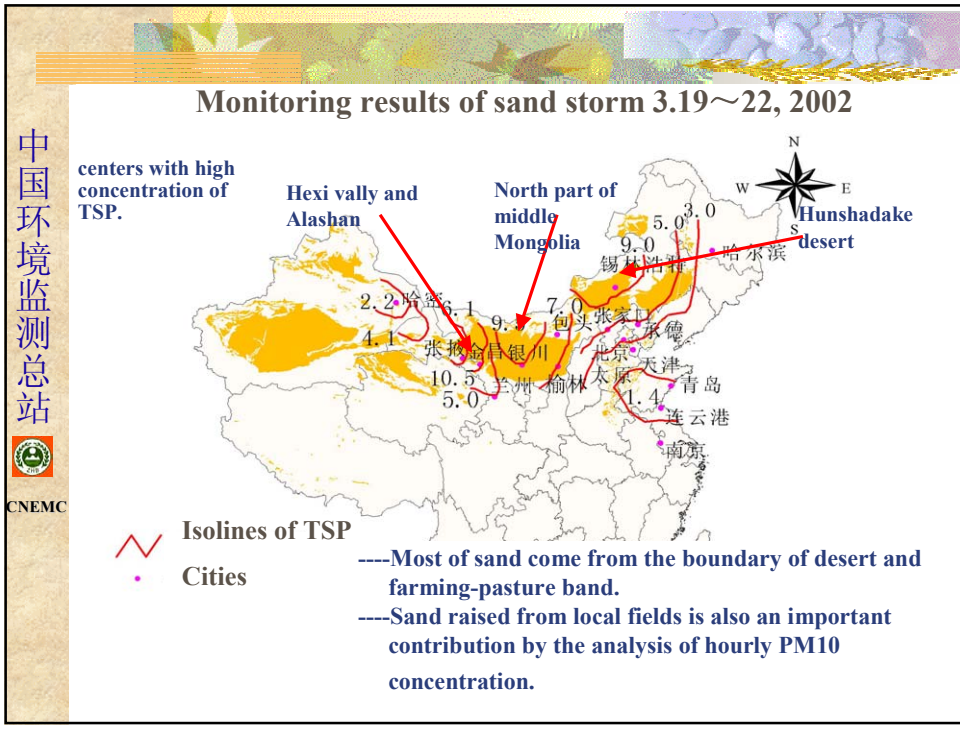 Monitoring results of sand storm 3.19～22, 2002
中国环境监测总站
CNEMC
centers with high
concentration of
TSP.
Hexi vally and
Alashan
North part of
middle
Mongolia
Hunshadake
desert
N
W
E
S
3.0
5.0
9.0
哈尔滨
锡林浩特
2.2
哈密
6.1
7.0
包头
张家口
承德
4.1
张掖
金昌
银川
北京
天津
10.5
兰州
榆林
太原
青岛
5.0
1.4
连云港
南京
Isolines of TSP
Cities
----Most of sand come from the boundary of desert and
farming-pasture band.
----Sand raised from local fields is also an important
contribution by the analysis of hourly PM10
concentration.